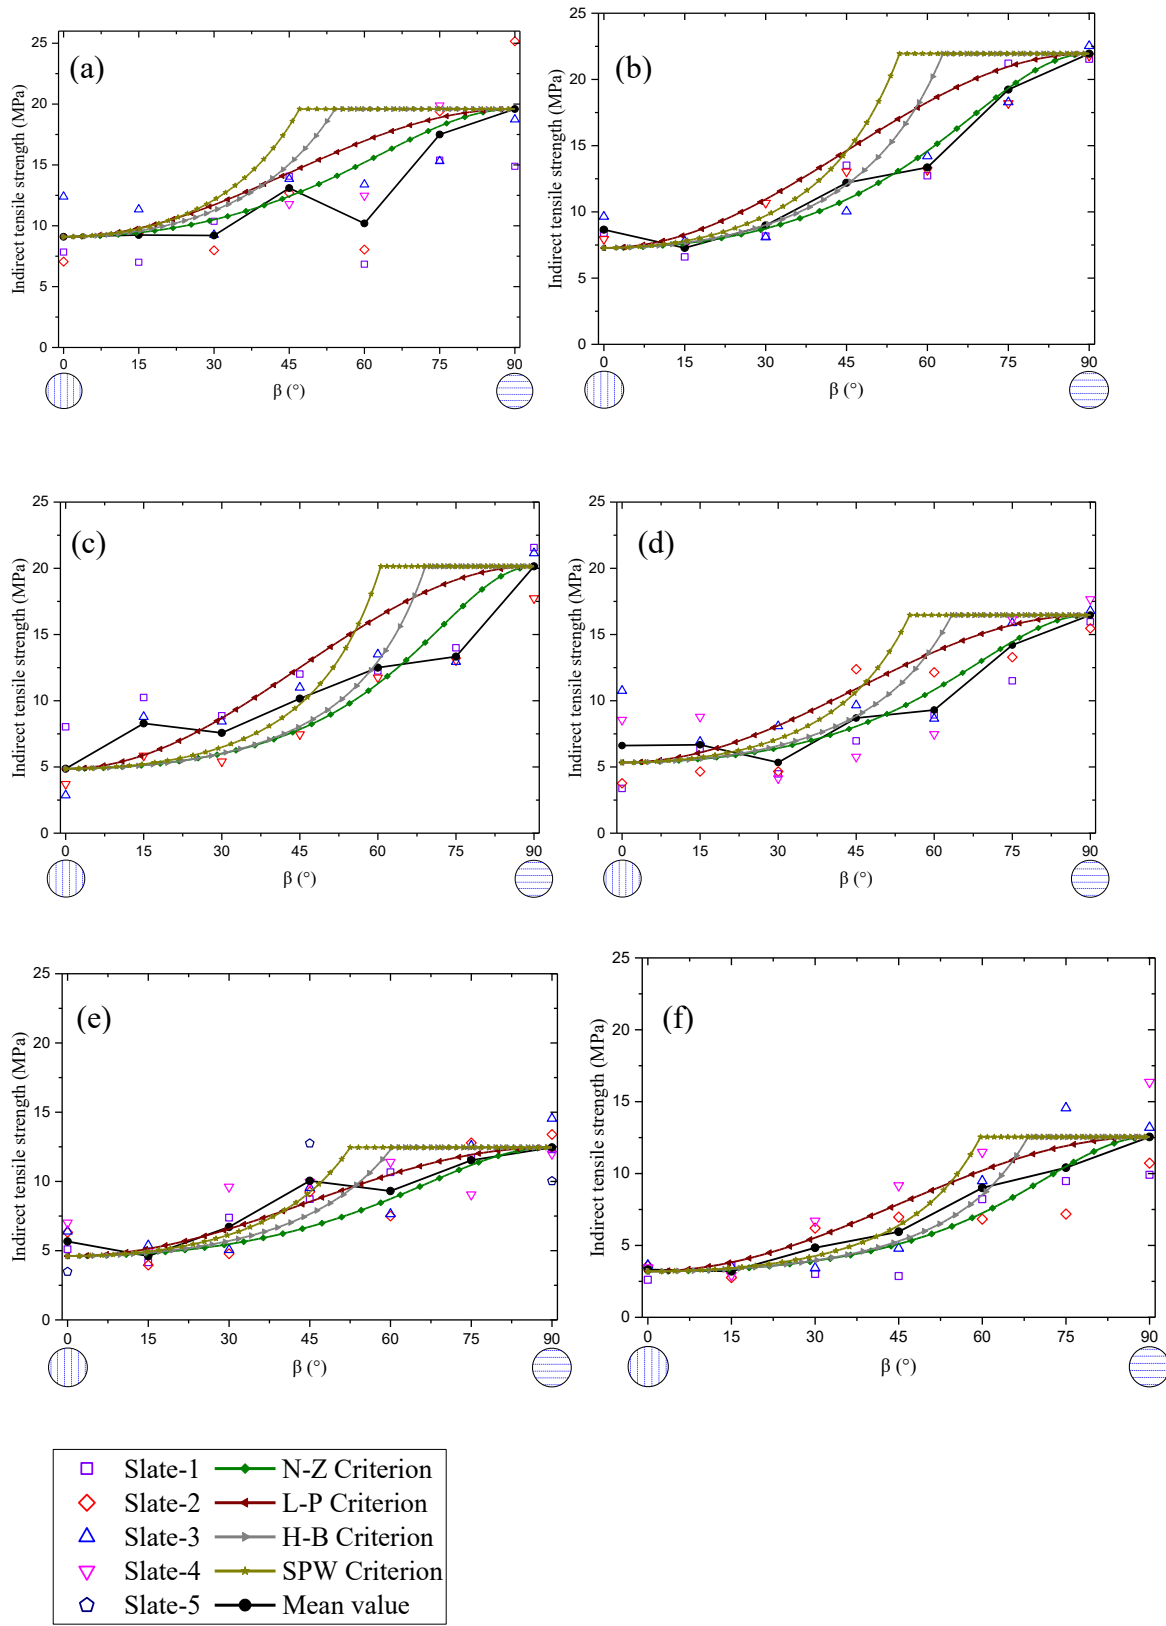 (a)
Indirect tensile strength (MPa)
25
20
15
10
5
0
0 15 30 45 60 75 90
β (°)
(b)
Indirect tensile strength (MPa)
25
20
15
10
5
0
0 15 30 45 60 75 90
β (°)
(c)
Indirect tensile strength (MPa)
25
20
15
10
5
0
0 15 30 45 60 75 90
β (°)
(d)
Indirect tensile strength (MPa)
25
20
15
10
5
0
0 15 30 45 60 75 90
β (°)
(e)
Indirect tensile strength (MPa)
25
20
15
10
5
0
0 15 30 45 60 75 90
β (°)
(f)
Indirect tensile strength (MPa)
25
20
15
10
5
0
0 15 30 45 60 75 90
β (°)
Slate-1 N-Z Criterion
Slate-2 L-P Criterion
Slate-3 H-B Criterion
Slate-4 SPW Criterion
Slate-5 Mean value